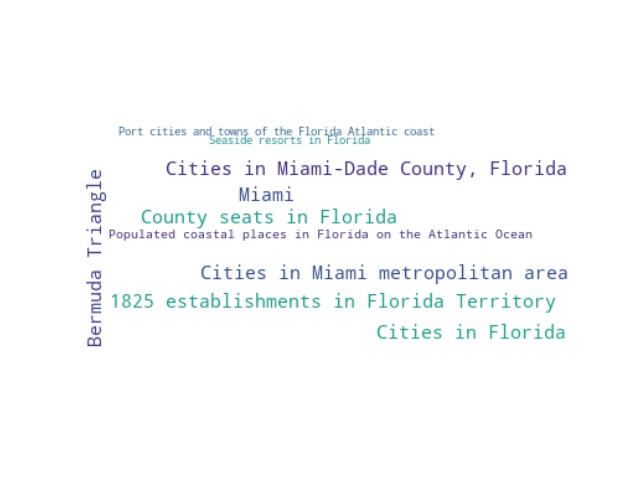 Port cities and towns of the Florida Atlantic coast
Seaside resorts in Florida
Cities in Miami-Dade County, Florida
Miami
County seats in Florida
Populated coastal places in Florida on the Atlantic Ocean
Bermuda Triangle
Cities in Miami metropolitan area
1825 establishments in Florida Territory
Cities in Florida